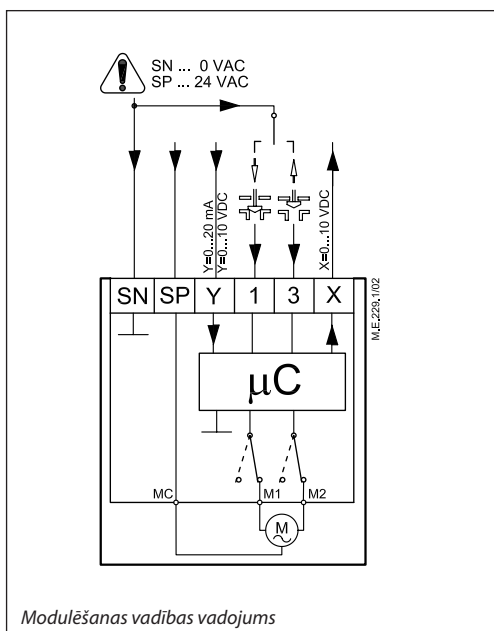 SN ... 0 VAC
SP ... 24 VAC
Y=0...20 mA
Y=0...10 VDC
X=0...10 VDC
SN SP Y 1 3 X
M.E.229.1/02
µC
MC M1 M2
M
Modulēšanas vadības vadojums